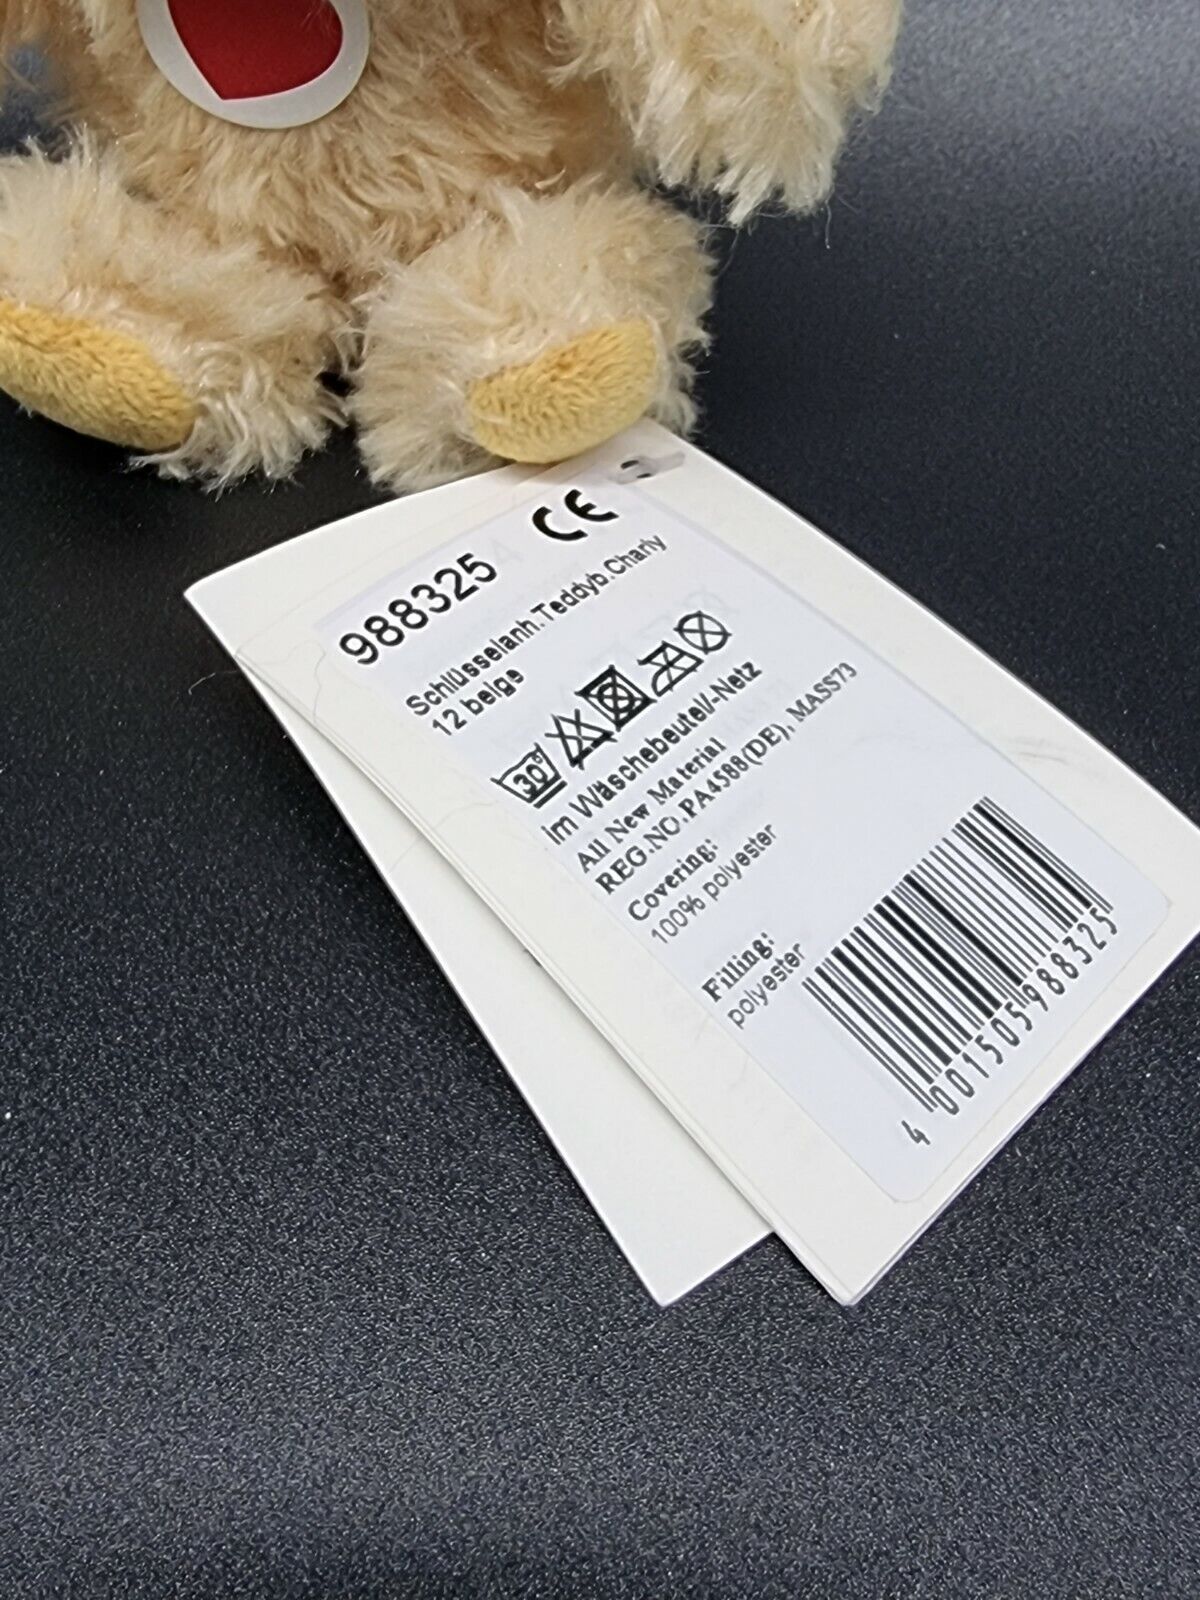 988325 CE
Schlüsselanh.Teddyb.Charly
12 beige
30°
im Wäschebeutel/-Netz
All New Material
REG.NO.PA4588(DE), MASS73
Covering:
100% polyester
Filling:
polyester
4 001505 988325